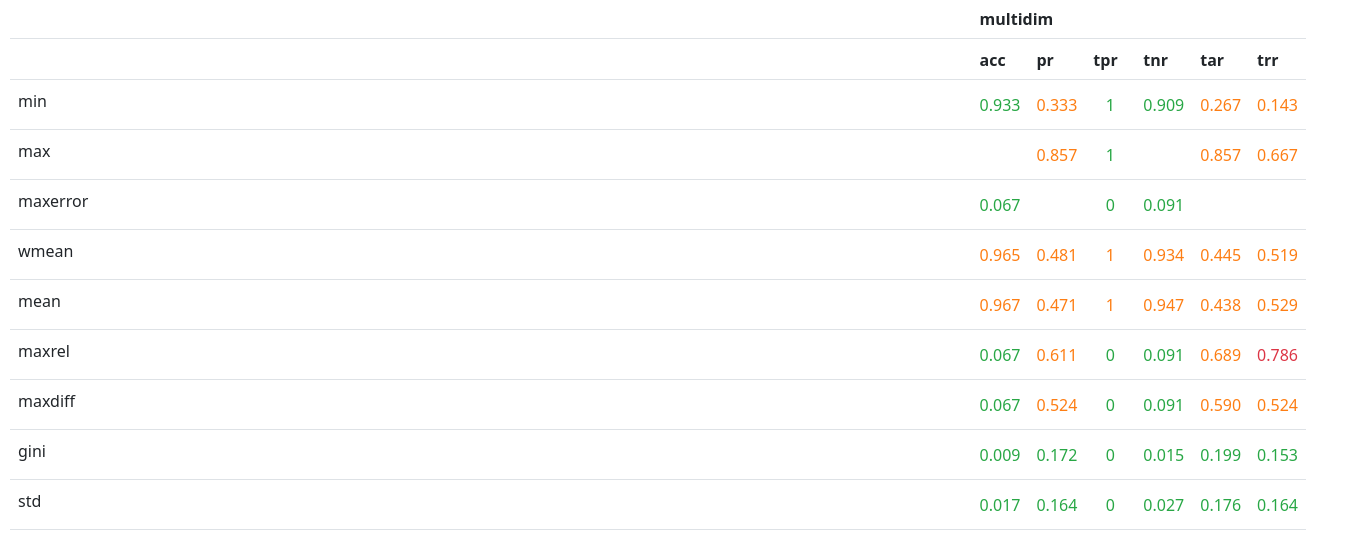 multidim
acc pr tpr tnr tar trr
min 0.933 0.333 1 0.909 0.267 0.143
max 0.857 1 0.857 0.667
maxerror 0.067 0 0.091
wmean 0.965 0.481 1 0.934 0.445 0.519
mean 0.967 0.471 1 0.947 0.438 0.529
maxrel 0.067 0.611 0 0.091 0.689 0.786
maxdiff 0.067 0.524 0 0.091 0.590 0.524
gini 0.009 0.172 0 0.015 0.199 0.153
std 0.017 0.164 0 0.027 0.176 0.164